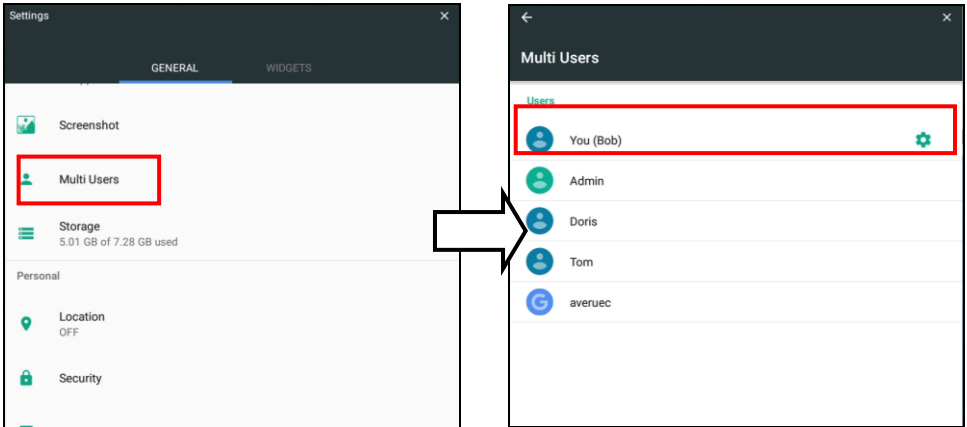 Settings
GENERAL
WIDGETS
Screenshot
Multi Users
Storage
5.01 GB of 7.28 GB used
Personal
Location
OFF
Security
Multi Users
Users
You (Bob)
Admin
Doris
Tom
G
averuec